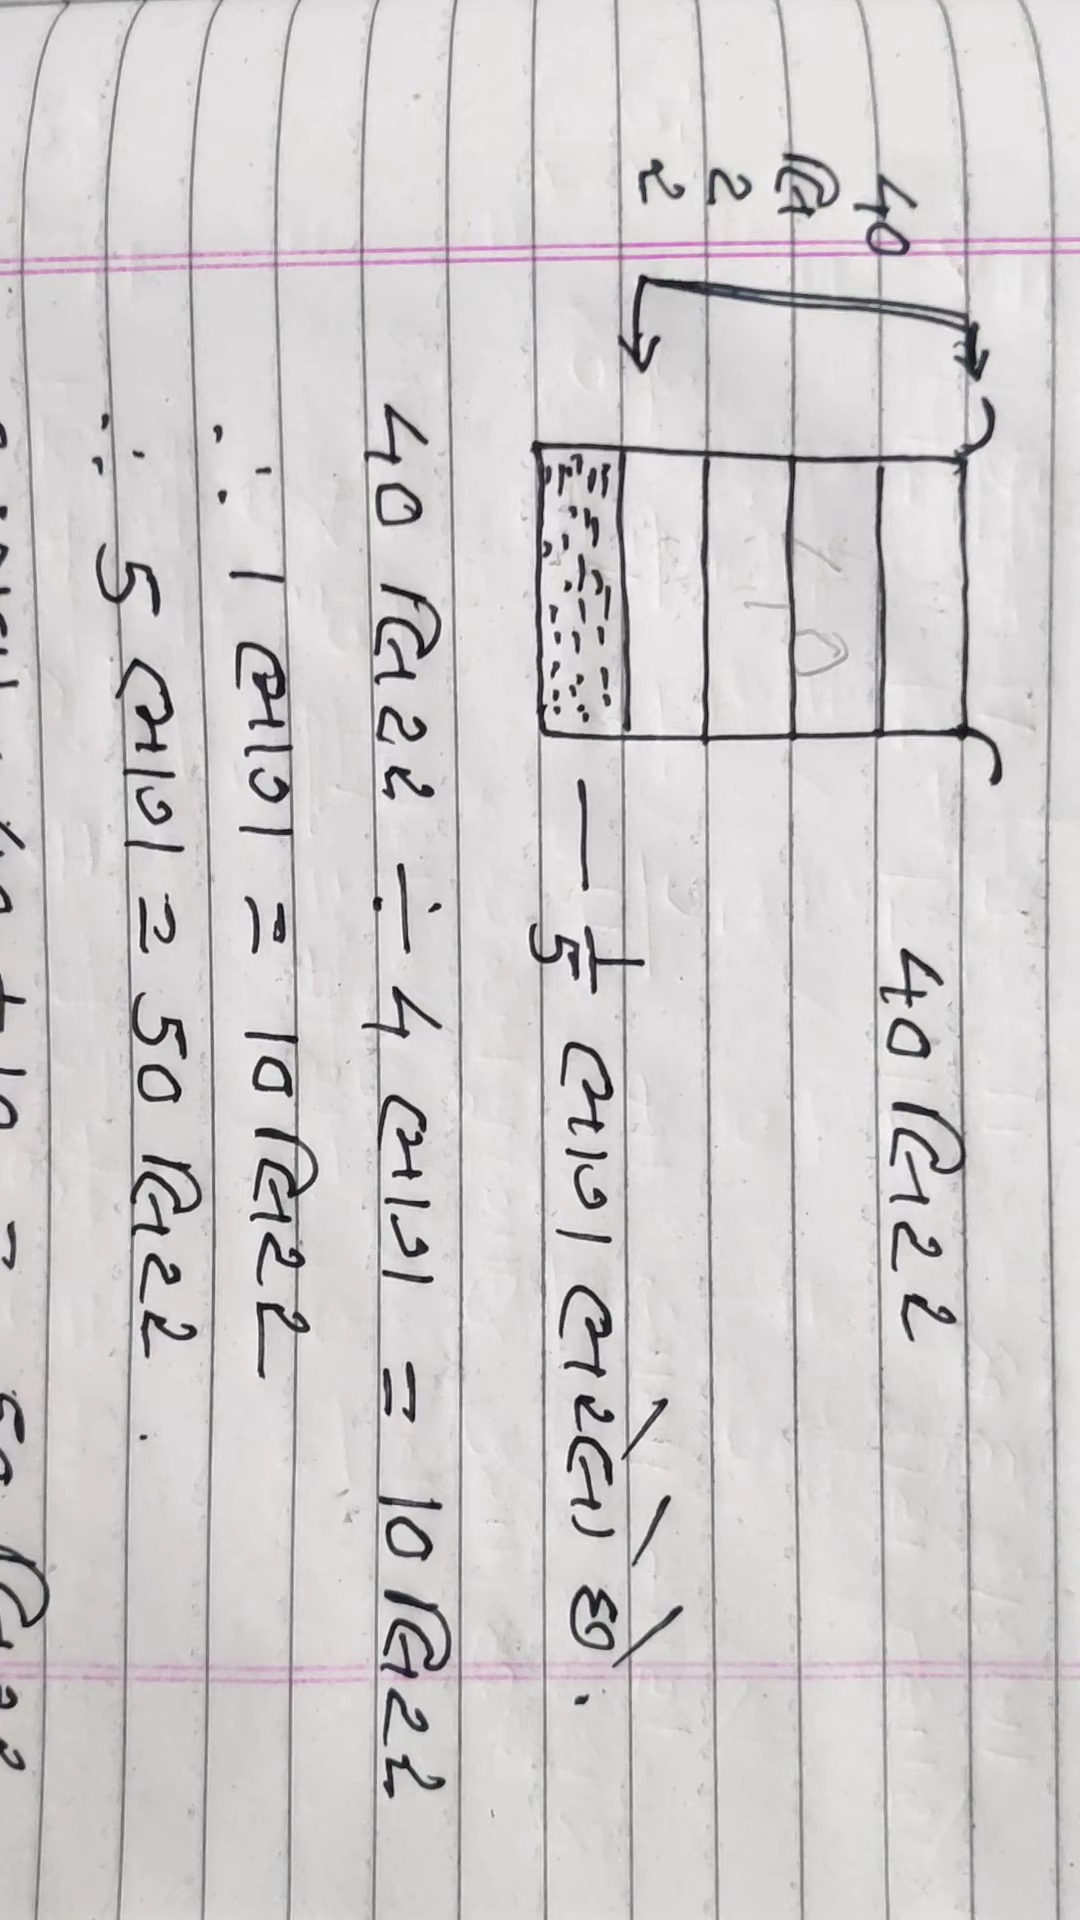 40 લિટર
40
લિ
ટ
ર
— 1/5 ભાગ ભરેલો છે.
40 લિટર ÷ 4 ભાગ = 10 લિટર
∴ 1 ભાગ = 10 લિટર
∴ 5 ભાગ = 50 લિટર.